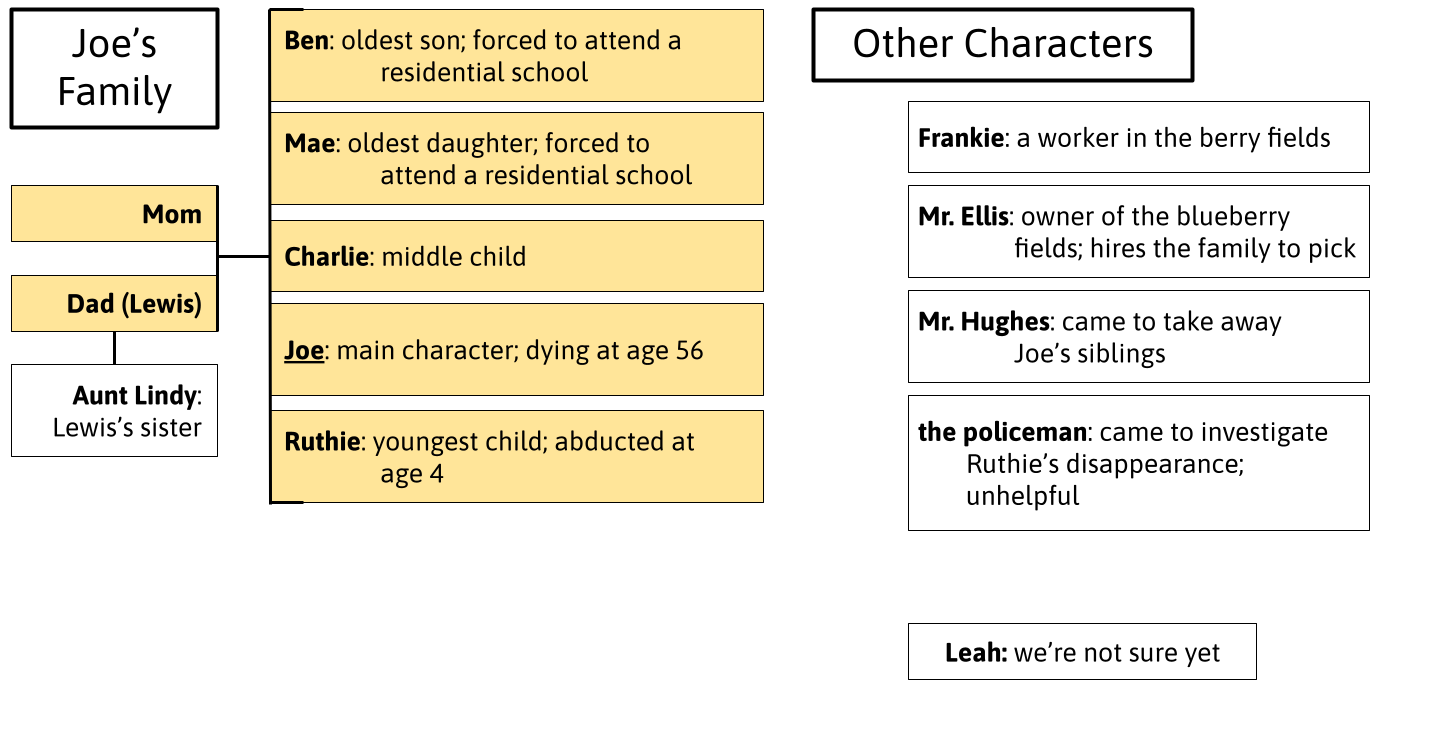 Joe’s
Family
Mom
Dad (Lewis)
Aunt Lindy:
Lewis’s sister
Ben: oldest son; forced to attend a
residential school
Mae: oldest daughter; forced to
attend a residential school
Charlie: middle child
Joe: main character; dying at age 56
Ruthie: youngest child; abducted at
age 4
Other Characters
Frankie: a worker in the berry fields
Mr. Ellis: owner of the blueberry
fields; hires the family to pick
Mr. Hughes: came to take away
Joe’s siblings
the policeman: came to investigate
Ruthie’s disappearance;
unhelpful
Leah: we’re not sure yet